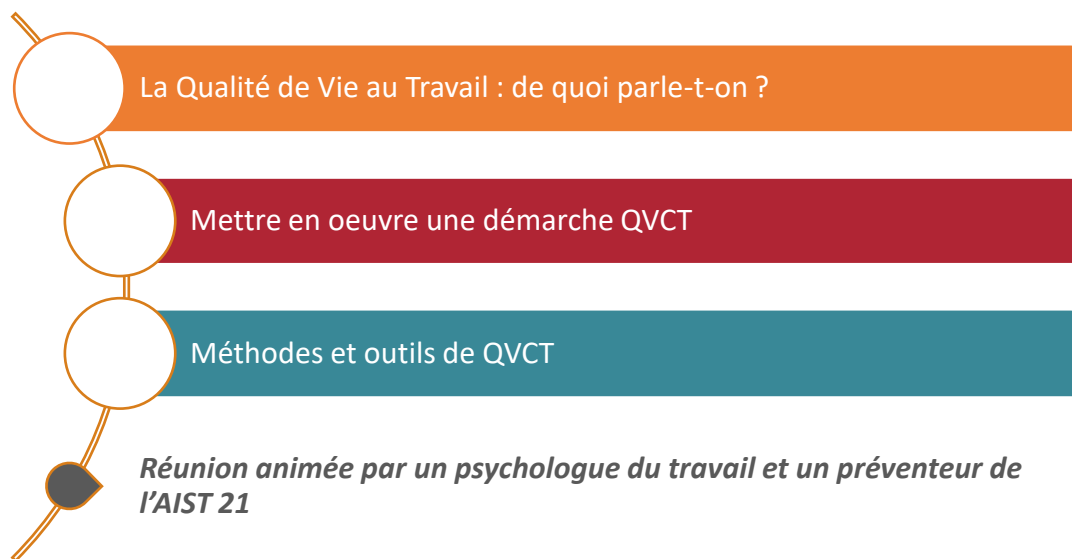 La Qualité de Vie au Travail : de quoi parle-t-on ?
Mettre en oeuvre une démarche QVCT
Méthodes et outils de QVCT
Réunion animée par un psychologue du travail et un préventeur de
l’AIST 21